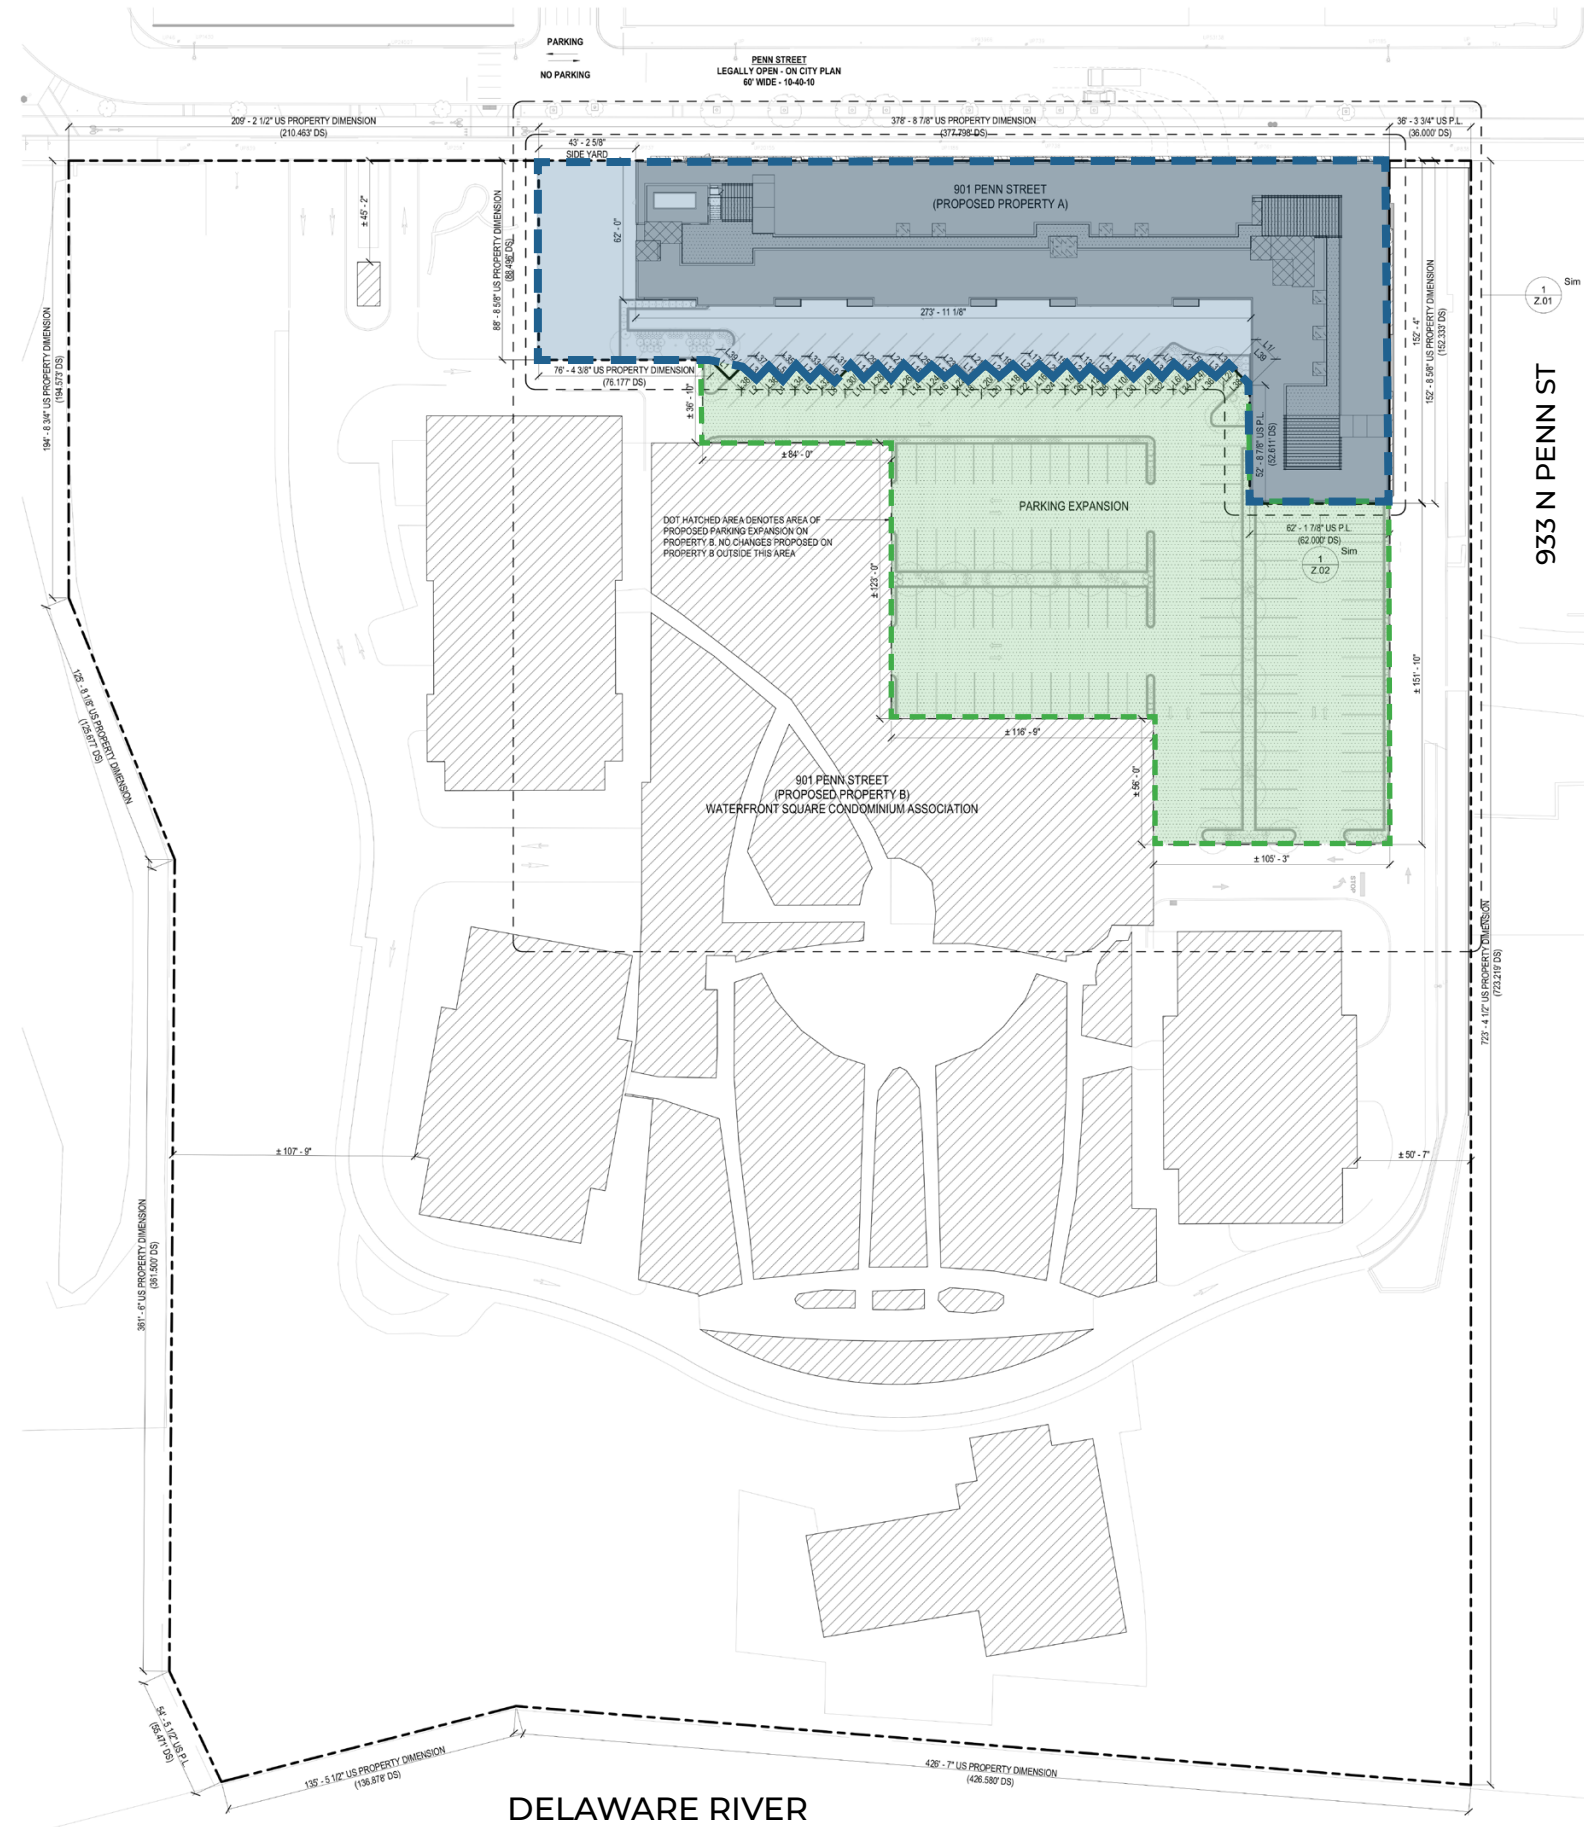 PARKING
NO PARKING
PENN STREET
LEGALLY OPEN - ON CITY PLAN
60' WIDE - 10-40-10
209' - 2 1/2" US PROPERTY DIMENSION
(210.463' DS)
378' - 8 7/8" US PROPERTY DIMENSION
(377.798' DS)
36' - 3 3/4" US P.L.
(36.000' DS)
43' - 2 5/8"
SIDE YARD
± 45' - 2"
88' - 8 5/8" US PROPERTY DIMENSION
(88.496' DS)
62' - 0"
901 PENN STREET
(PROPOSED PROPERTY A)
273' - 11 1/8"
152' - 4"
152' - 8 5/8" US PROPERTY DIMENSION
(152.333' DS)
1
Z.01
Sim
933 N PENN ST
194' - 8 3/4" US PROPERTY DIMENSION
(194.573' DS)
76' - 4 3/8" US PROPERTY DIMENSION
(76.177' DS)
± 36' - 10"
± 84' - 0"
52' - 8 7/8" US P.L.
(52.611' DS)
PARKING EXPANSION
DOT HATCHED AREA DENOTES AREA OF
PROPOSED PARKING EXPANSION ON
PROPERTY B. NO CHANGES PROPOSED ON
PROPERTY B OUTSIDE THIS AREA
62' - 1 7/8" US P.L.
(62.000' DS)
1
Z.02
Sim
± 123' - 0"
± 151' - 10"
125' - 8 1/8" US PROPERTY DIMENSION
(125.677' DS)
± 116' - 9"
± 56' - 0"
901 PENN STREET
(PROPOSED PROPERTY B)
WATERFRONT SQUARE CONDOMINIUM ASSOCIATION
± 105' - 3"
STOP
723' - 4 1/2" US PROPERTY DIMENSION
(723.219' DS)
± 107' - 9"
± 50' - 7"
361' - 6" US PROPERTY DIMENSION
(361.500' DS)
54' - 5 1/2" US P.L.
(55.471' DS)
135' - 5 1/2" US PROPERTY DIMENSION
(136.878' DS)
426' - 7" US PROPERTY DIMENSION
(426.580' DS)
DELAWARE RIVER